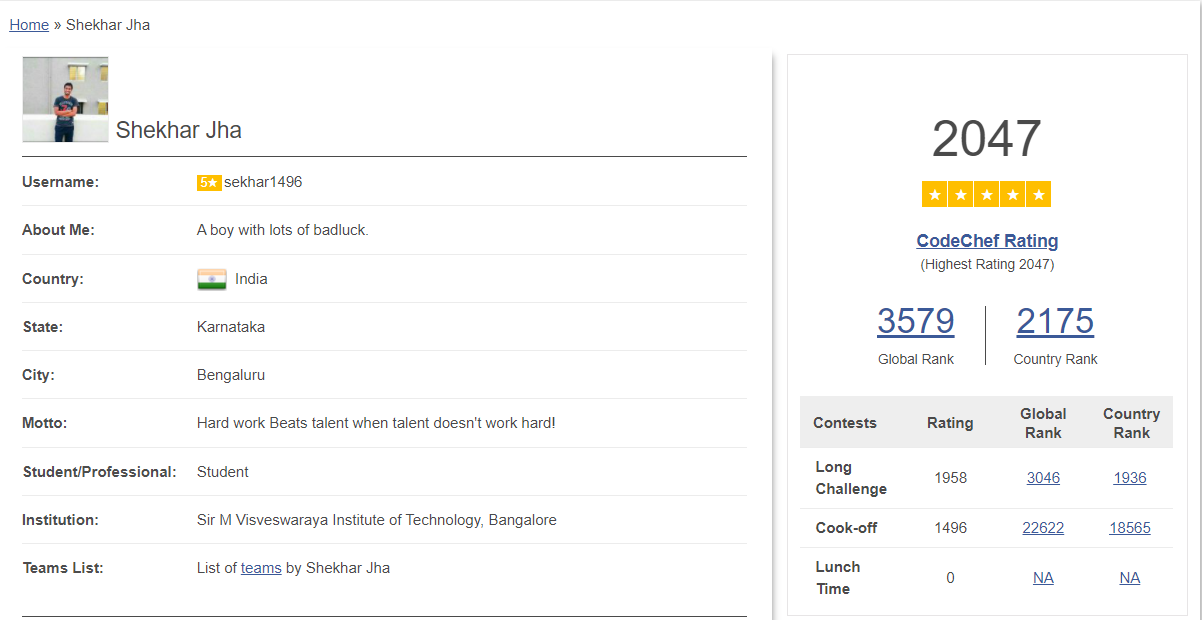 Home » Shekhar Jha
Shekhar Jha
Username: 5★ sekhar1496
About Me: A boy with lots of badluck.
Country: India
State: Karnataka
City: Bengaluru
Motto: Hard work Beats talent when talent doesn't work hard!
Student/Professional: Student
Institution: Sir M Visveswaraya Institute of Technology, Bangalore
Teams List: List of teams by Shekhar Jha
2047
★ ★ ★ ★ ★
CodeChef Rating
(Highest Rating 2047)
3579 2175
Global Rank Country Rank
Contests Rating Global Rank Country Rank
Long Challenge 1958 3046 1936
Cook-off 1496 22622 18565
Lunch Time 0 NA NA